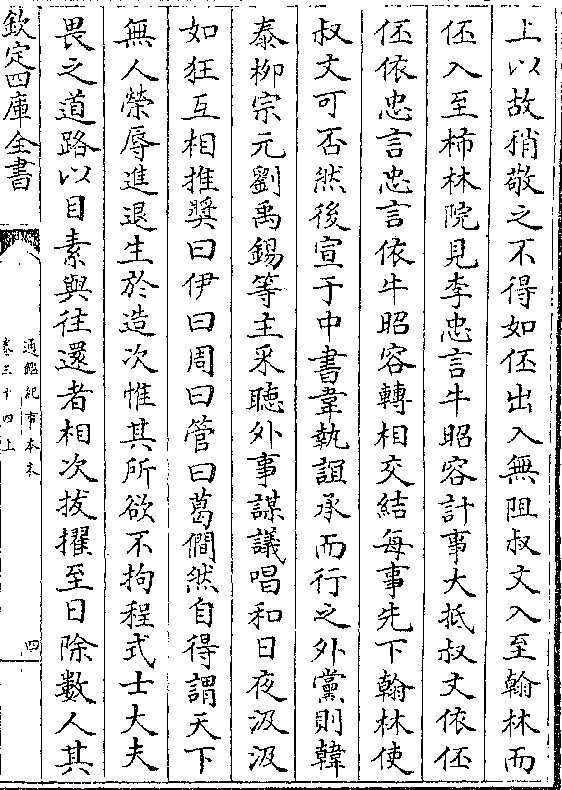 上以故稍敬之不得如伾出入無阻叔文入至翰林而
伾入至柿林院見李忠言牛昭容計事大抵叔文依伾
伾依忠言忠言依牛昭容轉相交結每事先下翰林使
叔文可否然後宣于中書韋執誼承而行之外黨則韓
泰柳宗元劉禹錫等主采聽外事謀議唱和日夜汲汲
如狂互相推奬曰伊曰周曰管曰葛僩然自得謂天下
無人榮辱進退生於造次惟其所欲不拘程式士大夫
畏之道路以目素與往還者相次拔擢至日除數人其
欽定四庫全書
通鑑紀事本末
卷三十四上
四